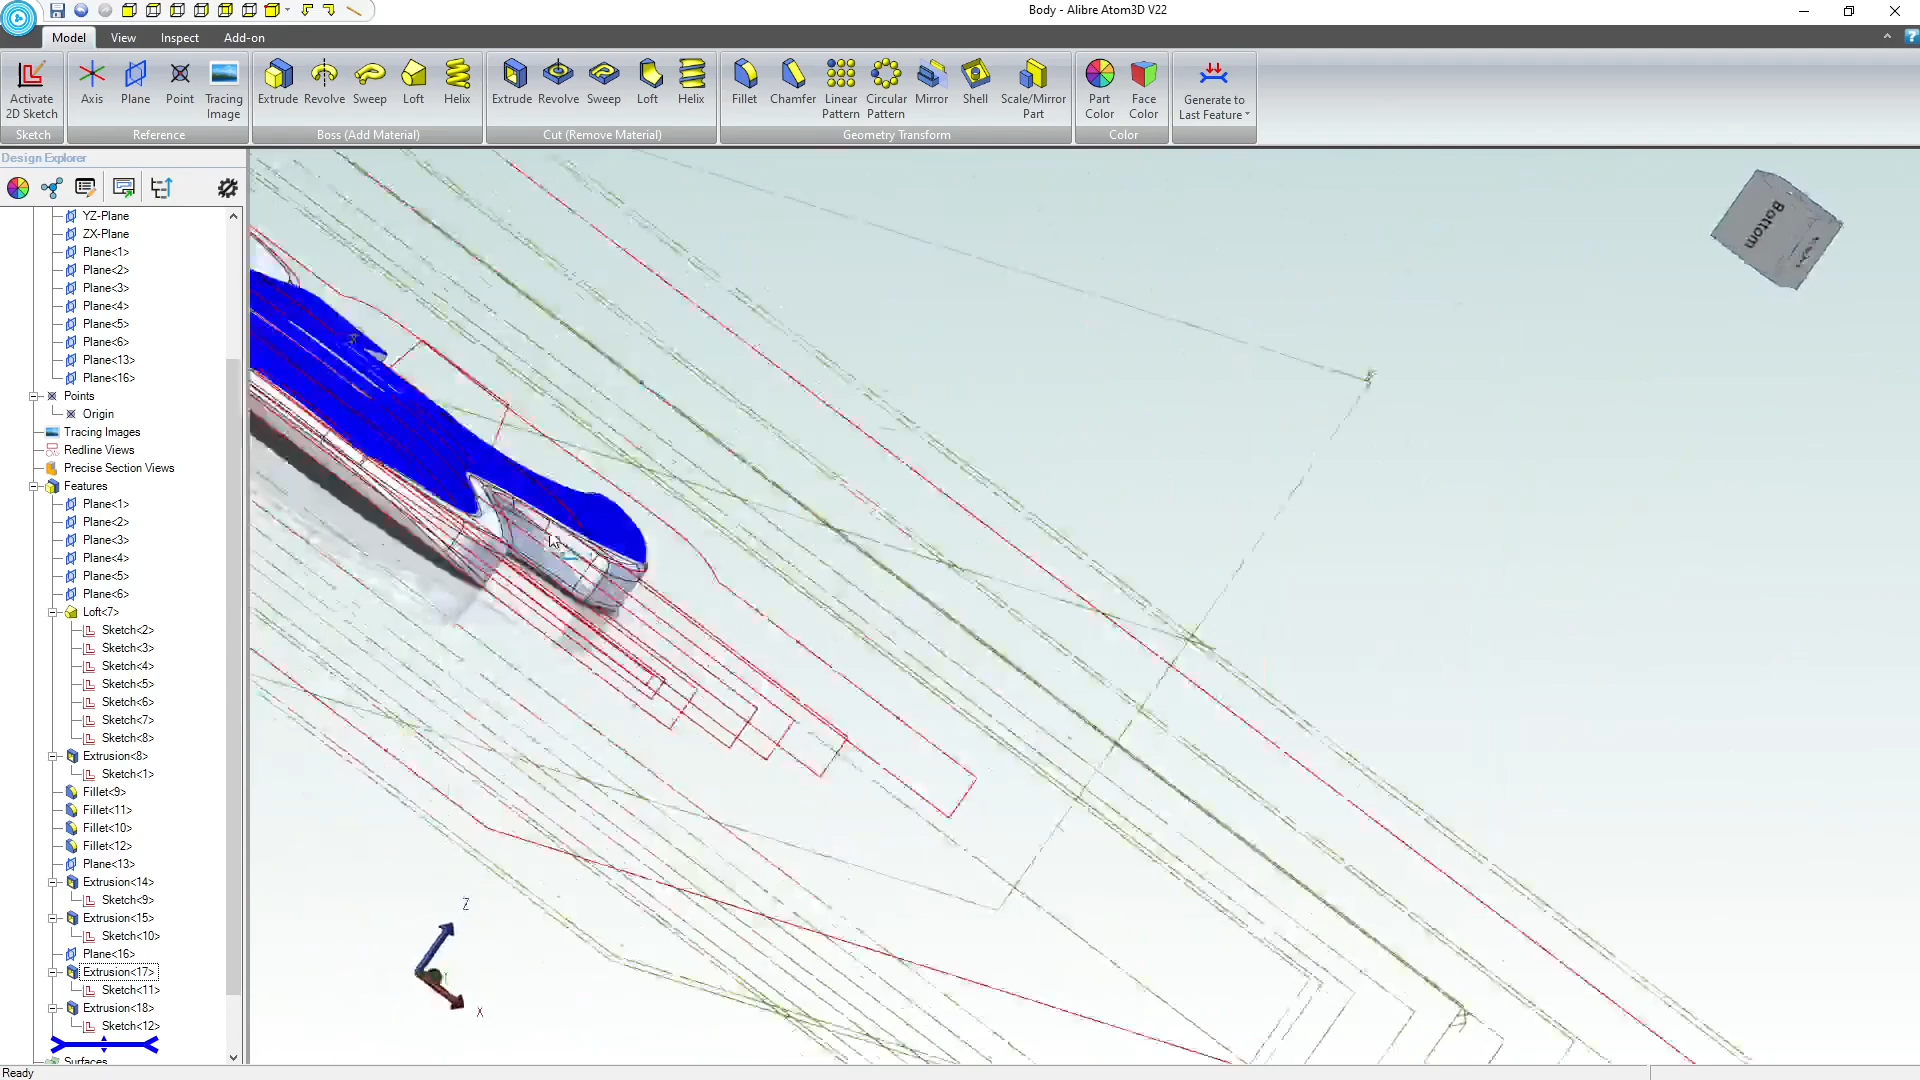 Body - Alibre Atom3D V22
Model View Inspect Add-on
Activate 2D Sketch
Axis Plane Point Tracing Image
Extrude Revolve Sweep Loft Helix
Extrude Revolve Sweep Loft Helix
Fillet Chamfer Linear Pattern Circular Pattern Mirror Shell Scale/Mirror Part
Part Color Face Color
Generate to Last Feature
Sketch Reference Boss (Add Material) Cut (Remove Material) Geometry Transform Color
Design Explorer
YZ-Plane
ZX-Plane
Plane<1>
Plane<2>
Plane<3>
Plane<4>
Plane<5>
Plane<6>
Plane<13>
Plane<16>
Points
Origin
Tracing Images
Redline Views
Precise Section Views
Features
Plane<1>
Plane<2>
Plane<3>
Plane<4>
Plane<5>
Plane<6>
Loft<7>
Sketch<2>
Sketch<3>
Sketch<4>
Sketch<5>
Sketch<6>
Sketch<7>
Sketch<8>
Extrusion<8>
Sketch<1>
Fillet<9>
Fillet<11>
Fillet<10>
Fillet<12>
Plane<13>
Extrusion<14>
Sketch<9>
Extrusion<15>
Sketch<10>
Plane<16>
Extrusion<17>
Sketch<11>
Extrusion<18>
Sketch<12>
Surfaces
Bottom
Z
X
Ready